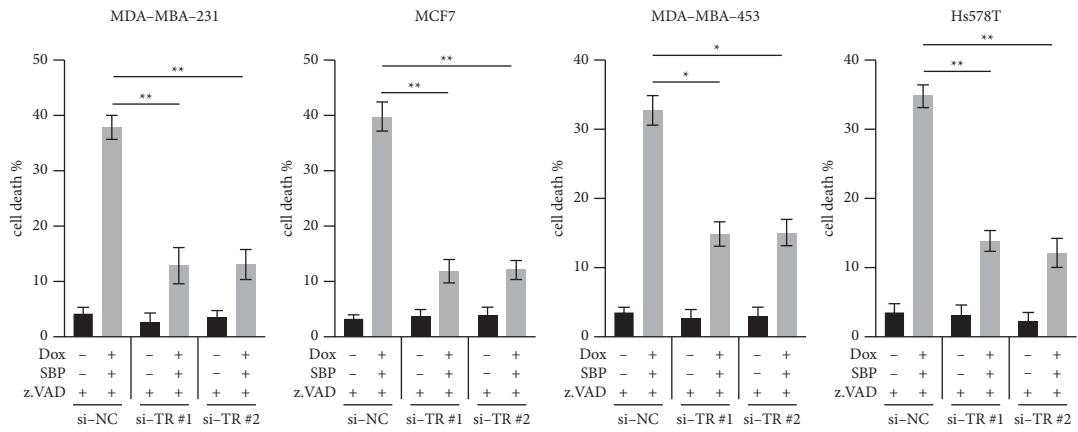 MDA–MBA–231
50
40
30
20
10
0
cell death %
**
**
Dox – + – + – +
SBP – + – + – +
z.VAD + + + + + +
si–NC si–TR #1 si–TR #2
MCF7
50
40
30
20
10
0
cell death %
**
**
Dox – + – + – +
SBP – + – + – +
z.VAD + + + + + +
si–NC si–TR #1 si–TR #2
MDA–MBA–453
40
30
20
10
0
cell death %
*
*
Dox – + – + – +
SBP – + – + – +
z.VAD + + + + + +
si–NC si–TR #1 si–TR #2
Hs578T
40
30
20
10
0
cell death %
**
**
Dox – + – + – +
SBP – + – + – +
z.VAD + + + + + +
si–NC si–TR #1 si–TR #2